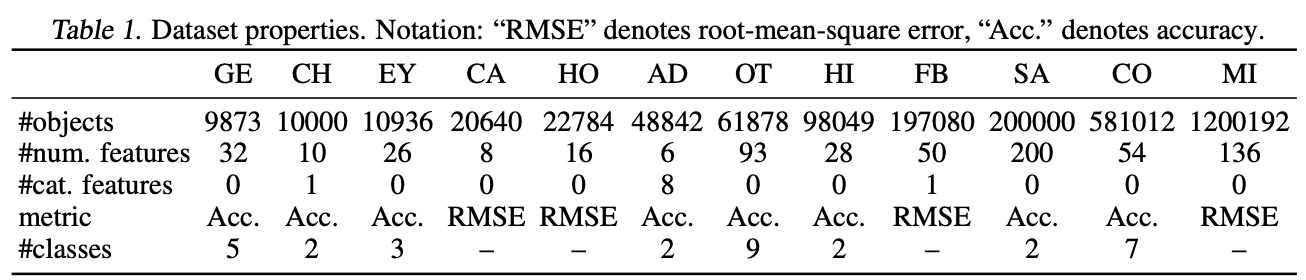 Table 1. Dataset properties. Notation: “RMSE” denotes root-mean-square error, “Acc.” denotes accuracy.
GE CH EY CA HO AD OT HI FB SA CO MI
#objects 9873 10000 10936 20640 22784 48842 61878 98049 197080 200000 581012 1200192
#num. features 32 10 26 8 16 6 93 28 50 200 54 136
#cat. features 0 1 0 0 0 8 0 0 1 0 0 0
metric Acc. Acc. Acc. RMSE RMSE Acc. Acc. Acc. RMSE Acc. Acc. RMSE
#classes 5 2 3 – – 2 9 2 – 2 7 –